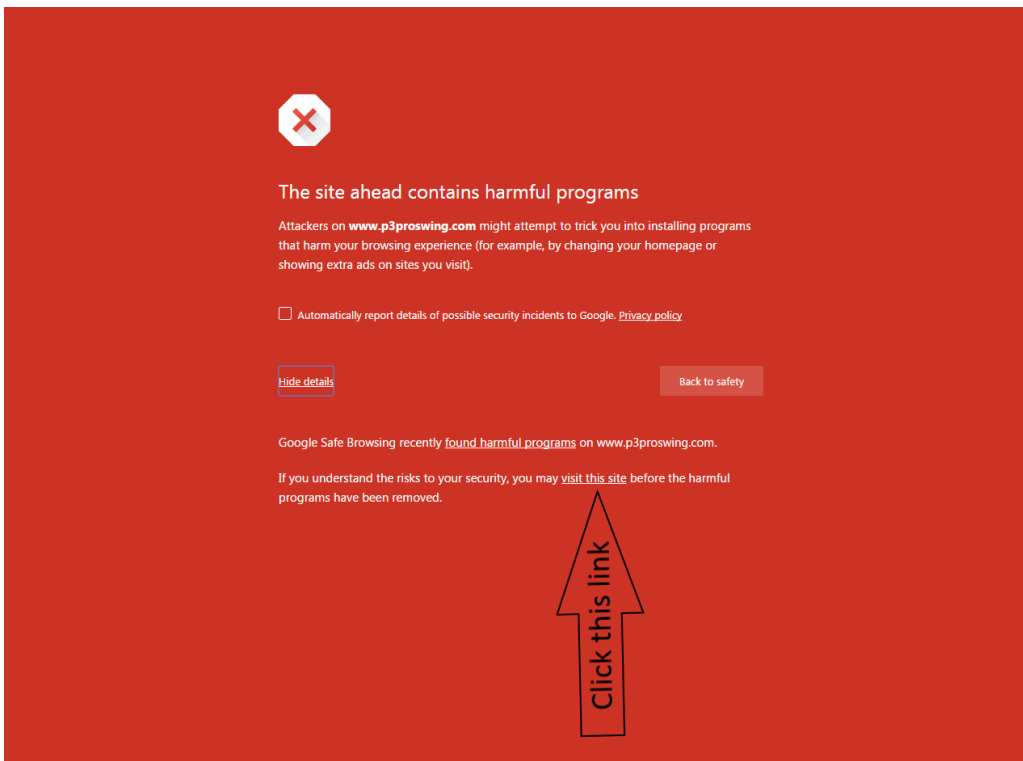 The site ahead contains harmful programs
Attackers on www.p3proswing.com might attempt to trick you into installing programs
that harm your browsing experience (for example, by changing your homepage or
showing extra ads on sites you visit).
Automatically report details of possible security incidents to Google. Privacy policy
Hide details
Back to safety
Google Safe Browsing recently found harmful programs on www.p3proswing.com.
If you understand the risks to your security, you may visit this site before the harmful
programs have been removed.
Click this link